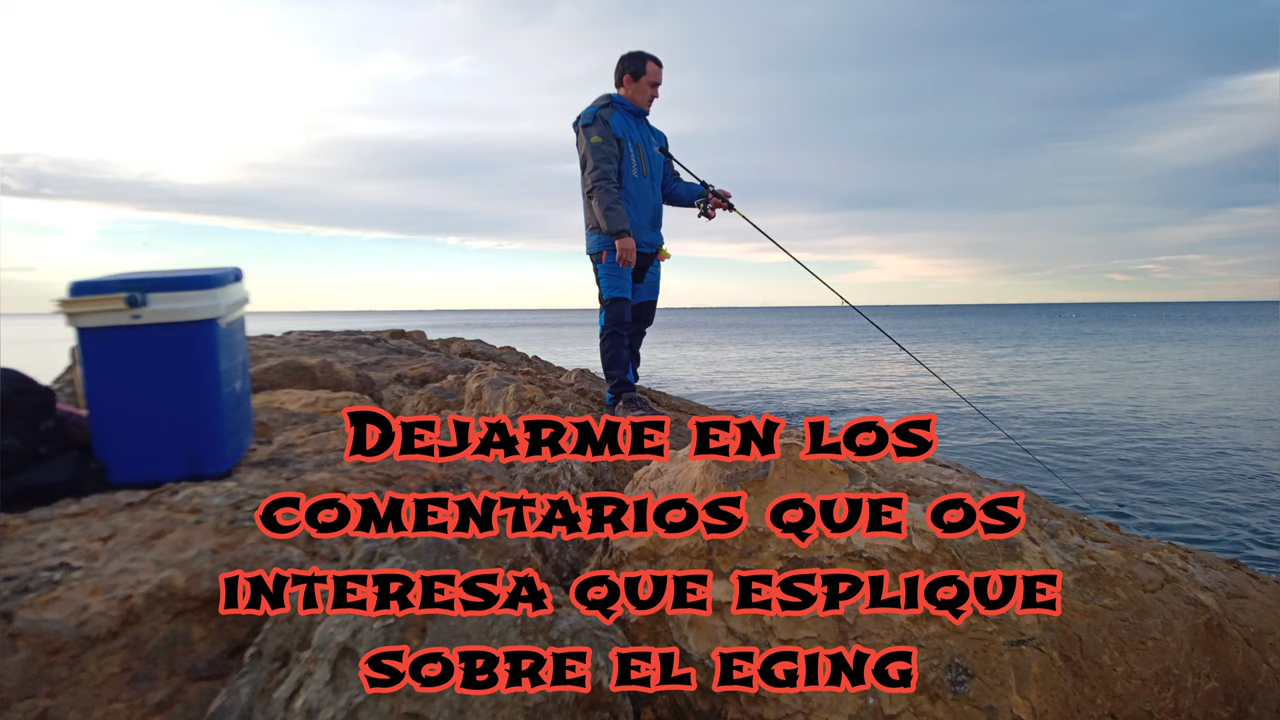 Dejarme en los
comentarios que os
interesa que esplique
sobre el eging